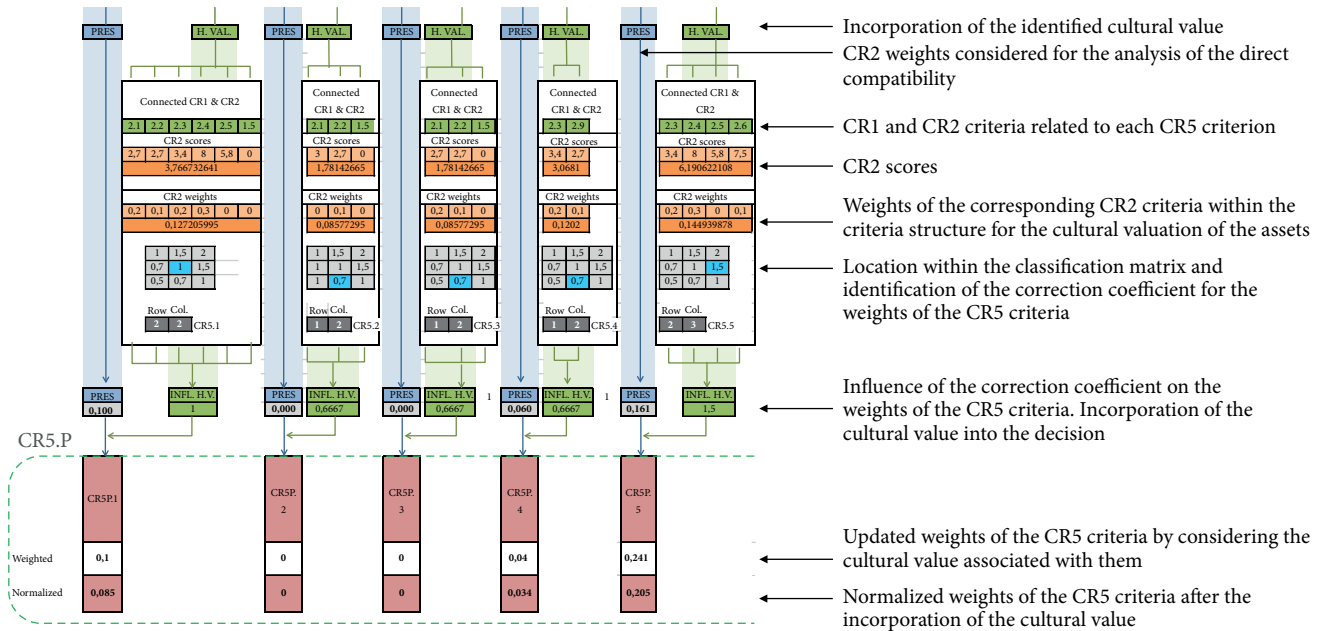 PRES H. VAL. PRES H. VAL. PRES H. VAL. PRES H. VAL. PRES H. VAL.
Incorporation of the identified cultural value
CR2 weights considered for the analysis of the direct
compatibility
Connected CR1 & CR2
2.1 2.2 2.3 2.4 2.5 1.5
CR2 scores
2,7 2,7 3,4 8 5,8 0
3,766732641
CR2 weights
0,2 0,1 0,2 0,3 0 0
0,127205995
1 1,5 2
0,7 1 1,5
0,5 0,7 1
Row Col.
2 2 CR5.1
Connected
CR1 & CR2
2.1 2.2 1.5
CR2 scores
3 2,7 0
1,78142665
CR2 weights
0 0,1 0
0,08577295
1 1,5 2
1 1 1,5
1 0,7 1
Row Col.
1 2 CR5.2
Connected
CR1 & CR2
2.1 2.2 1.5
CR2 scores
2,7 2,7 0
1,78142665
CR2 weights
0,2 0,1 0
0,08577295
1 1,5 2
0,7 1 1,5
0,5 0,7 1
Row Col.
1 2 CR5.3
Connected
CR1 & CR2
2.3 2.9
CR2 scores
3,4 2,7
3,0681
CR2 weights
0,2 0,1
0,1202
1 1,5 2
0,7 1 1,5
1 0,7 1
Row Col.
1 2 CR5.4
Connected CR1 &
CR2
2.3 2.4 2.5 2.6
CR2 scores
3,4 8 5,8 7,5
6,190622108
CR2 weights
0,2 0,3 0 0,1
0,144939878
1 1,5 2
0,7 1 1,5
0,5 0,7 1
Row Col.
2 3 CR5.5
CR1 and CR2 criteria related to each CR5 criterion
CR2 scores
Weights of the corresponding CR2 criteria within the
criteria structure for the cultural valuation of the assets
Location within the classification matrix and
identification of the correction coefficient for the
weights of the CR5 criteria
PRES INFL. H.V. PRES INFL. H.V. PRES INFL. H.V. 1 PRES INFL. H.V. 1 PRES INFL. H.V.
0,100 1 0,000 0,6667 0,000 0,6667 0,060 0,6667 0,161 1,5
Influence of the correction coefficient on the
weights of the CR5 criteria. Incorporation of the
cultural value into the decision
CR5.P
CR5P.1
CR5P.
2
CR5P.
3
CR5P.
4
CR5P.
5
Weighted 0,1 0 0 0,04 0,241
Normalized 0,085 0 0 0,034 0,205
Updated weights of the CR5 criteria by considering the
cultural value associated with them
Normalized weights of the CR5 criteria after the
incorporation of the cultural value